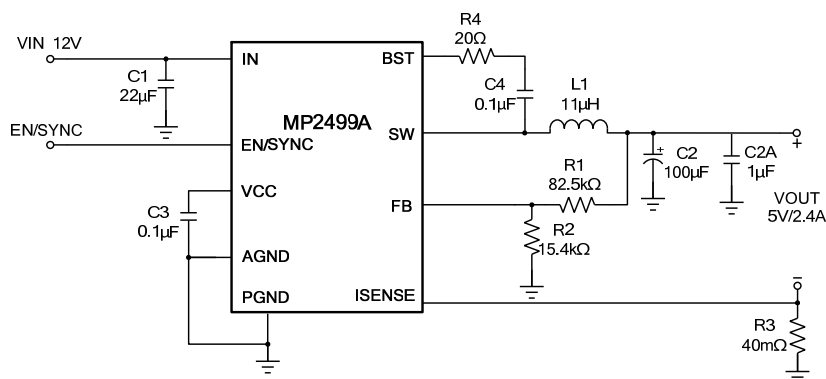 VIN 12V
C1
22µF
EN/SYNC
C3
0.1µF
IN
BST
MP2499A
SW
EN/SYNC
VCC
FB
AGND
PGND
ISENSE
R4
20Ω
C4
0.1µF
L1
11µH
R1
82.5kΩ
R2
15.4kΩ
+
C2
100µF
C2A
1µF
+
VOUT
5V/2.4A
–
R3
40mΩ